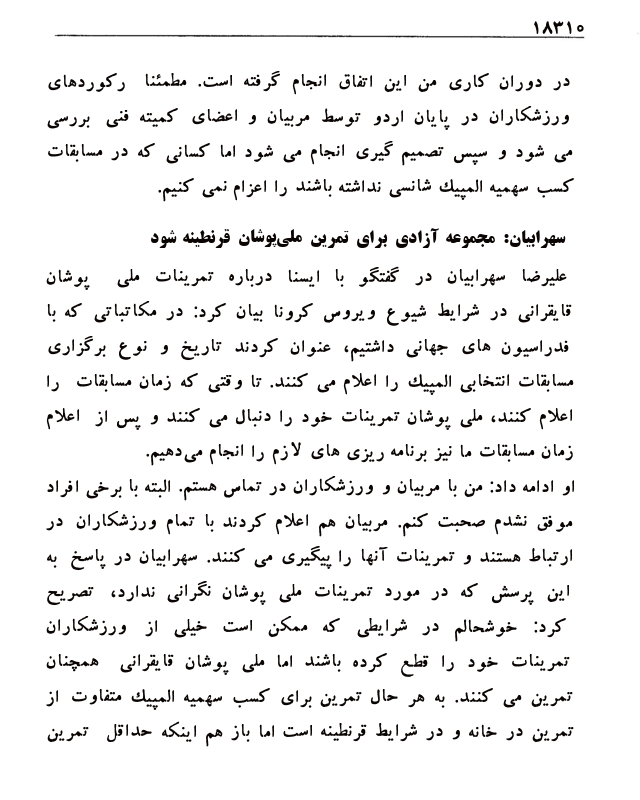 ۱۸۳۱۰
در دوران کاری من این اتفاق انجام گرفته است. مطمئنا رکوردهای
ورزشکاران در پایان اردو توسط مربیان و اعضای کمیته فنی بررسی
می شود و سپس تصمیم گیری انجام می شود اما کسانی که در مسابقات
کسب سهمیه المپیك شانسی نداشته باشند را اعزام نمی کنیم.
سهرابیان: مجموعه آزادی برای تمرین ملی‌پوشان قرنطینه شود
علیرضا سهرابیان در گفتگو با ایسنا درباره تمرینات ملی پوشان
قایقرانی در شرایط شیوع ویروس کرونا بیان کرد: در مکاتباتی که با
فدراسیون های جهانی داشتیم، عنوان کردند تاریخ و نوع برگزاری
مسابقات انتخابی المپیك را اعلام می کنند. تا وقتی که زمان مسابقات را
اعلام کنند، ملی پوشان تمرینات خود را دنبال می کنند و پس از اعلام
زمان مسابقات ما نیز برنامه ریزی های لازم را انجام می‌دهیم.
او ادامه داد: من با مربیان و ورزشکاران در تماس هستم. البته با برخی افراد
موفق نشدم صحبت کنم. مربیان هم اعلام کردند با تمام ورزشکاران در
ارتباط هستند و تمرینات آنها را پیگیری می کنند. سهرابیان در پاسخ به
این پرسش که در مورد تمرینات ملی پوشان نگرانی ندارد، تصریح
کرد: خوشحالم در شرایطی که ممکن است خیلی از ورزشکاران
تمرینات خود را قطع کرده باشند اما ملی پوشان قایقرانی همچنان
تمرین می کنند. به هر حال تمرین برای کسب سهمیه المپیك متفاوت از
تمرین در خانه و در شرایط قرنطینه است اما باز هم اینکه حداقل تمرین